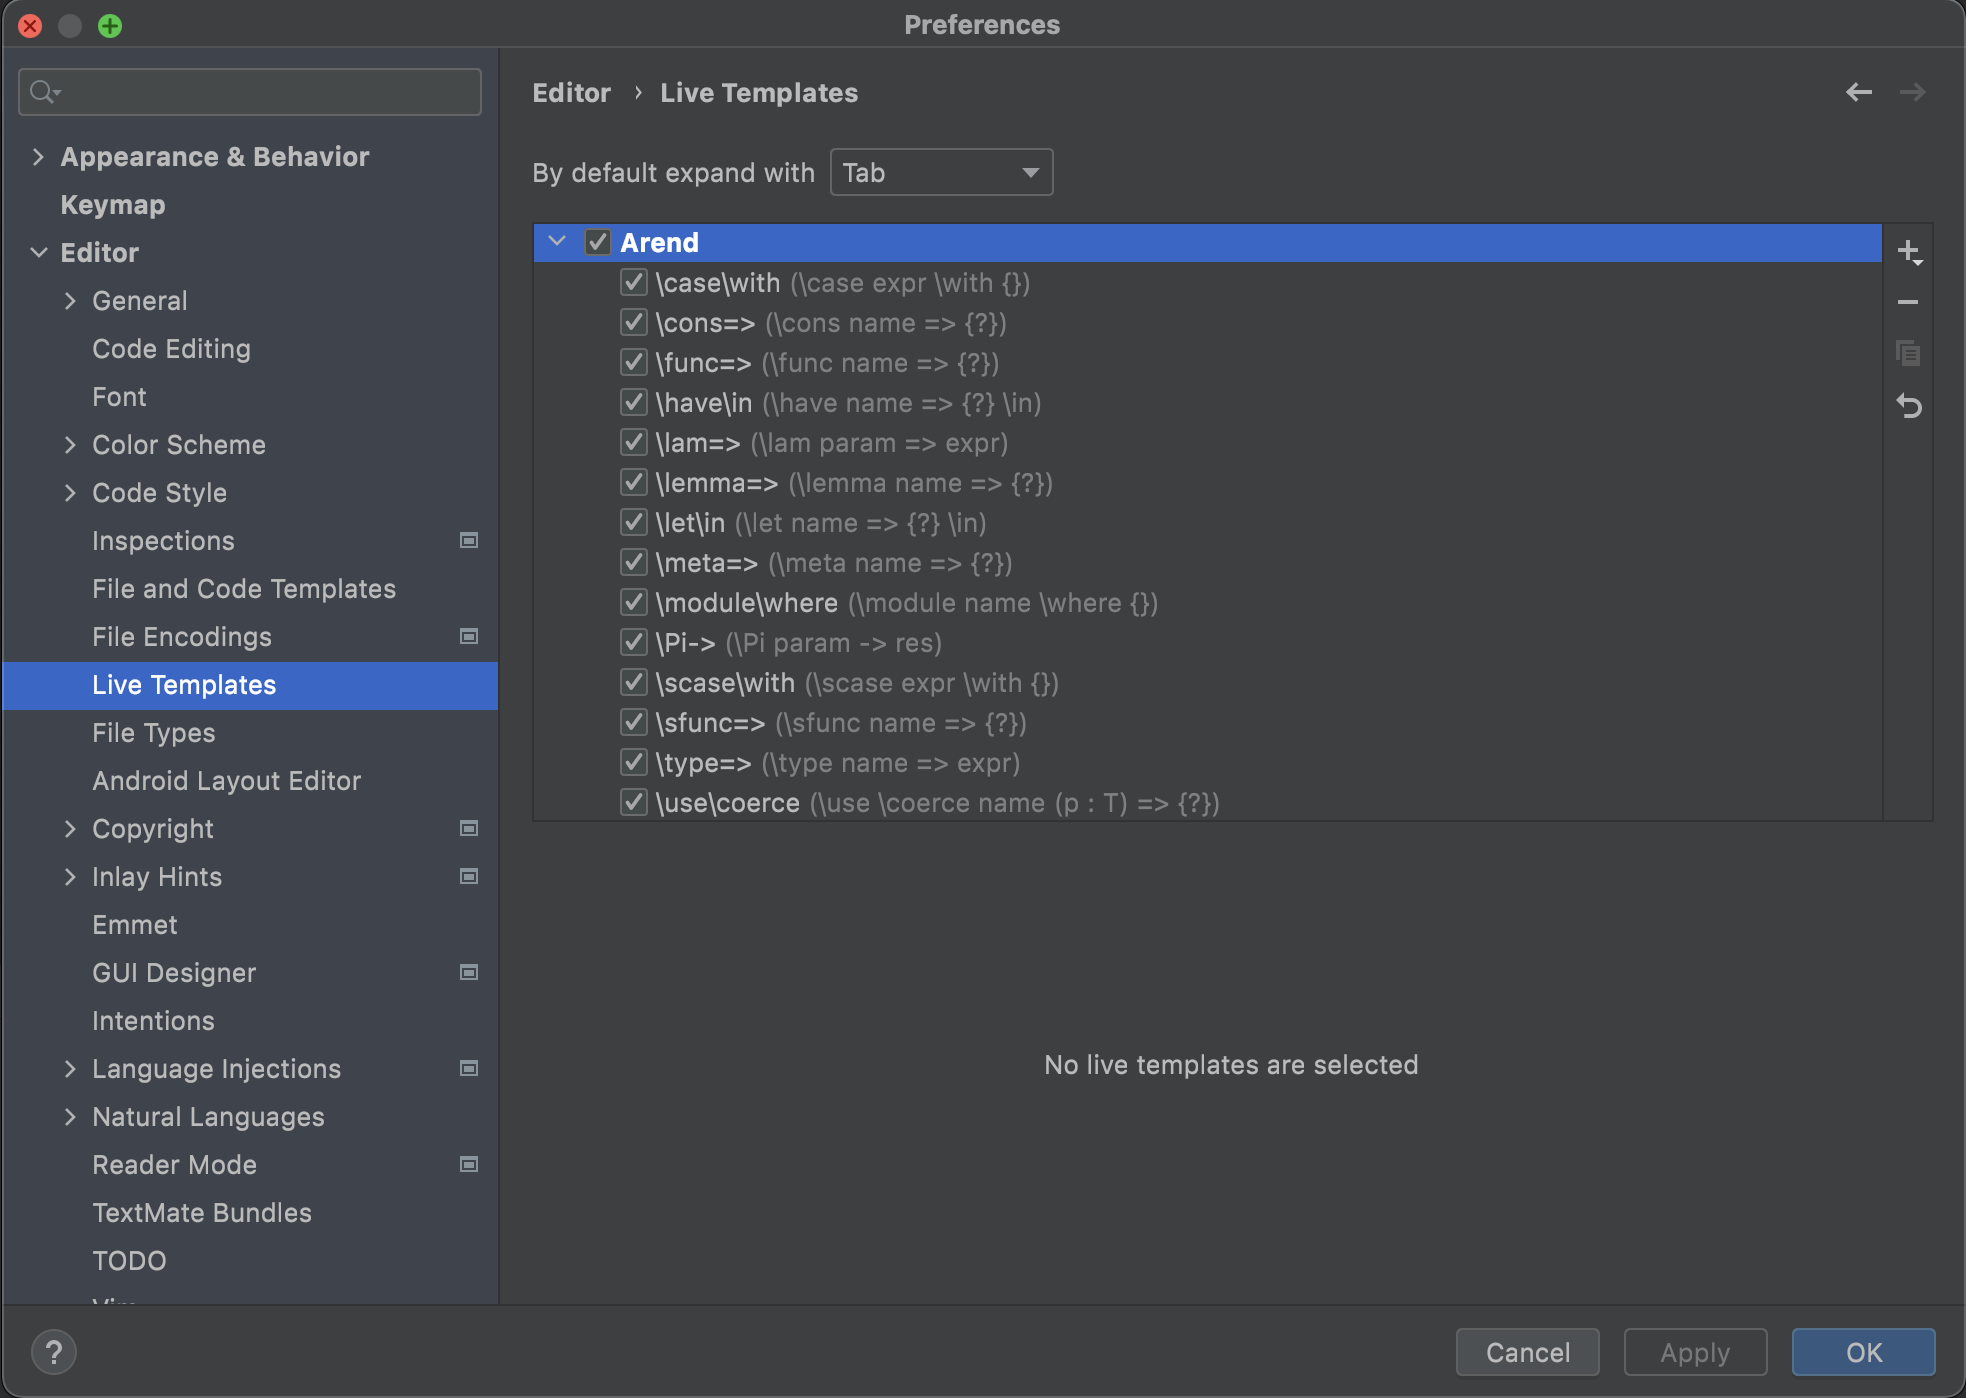 Preferences
Appearance & Behavior
Keymap
Editor
General
Code Editing
Font
Color Scheme
Code Style
Inspections
File and Code Templates
File Encodings
Live Templates
File Types
Android Layout Editor
Copyright
Inlay Hints
Emmet
GUI Designer
Intentions
Language Injections
Natural Languages
Reader Mode
TextMate Bundles
TODO
Editor › Live Templates
By default expand with Tab
Arend
\case\with (\case expr \with {})
\cons=> (\cons name => {?})
\func=> (\func name => {?})
\have\in (\have name => {?} \in)
\lam=> (\lam param => expr)
\lemma=> (\lemma name => {?})
\let\in (\let name => {?} \in)
\meta=> (\meta name => {?})
\module\where (\module name \where {})
\Pi-> (\Pi param -> res)
\scase\with (\scase expr \with {})
\sfunc=> (\sfunc name => {?})
\type=> (\type name => expr)
\use\coerce (\use \coerce name (p : T) => {?})
No live templates are selected
? Cancel Apply OK